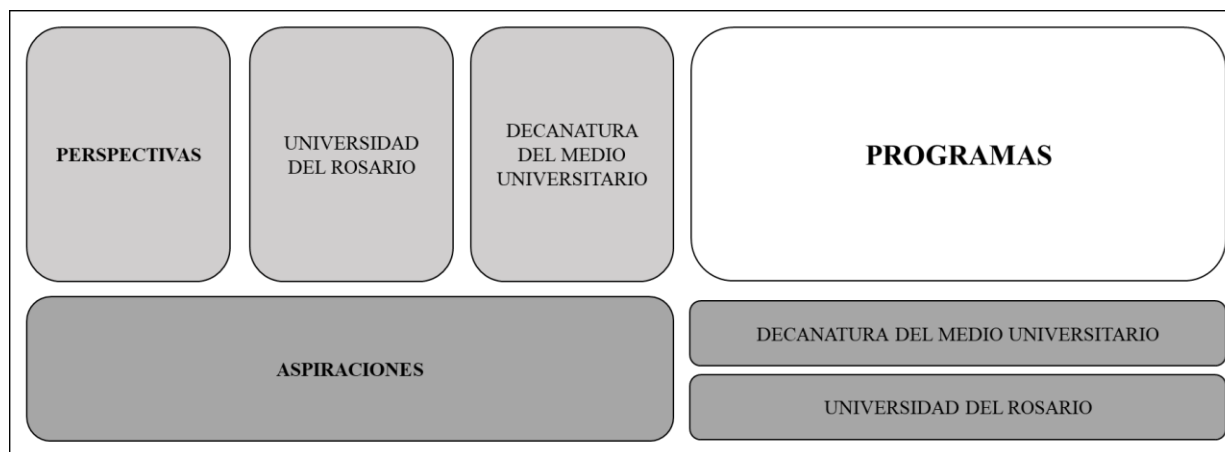 PERSPECTIVAS
UNIVERSIDAD
DEL ROSARIO
DECANATURA
DEL MEDIO
UNIVERSITARIO
PROGRAMAS
ASPIRACIONES
DECANATURA DEL MEDIO UNIVERSITARIO
UNIVERSIDAD DEL ROSARIO